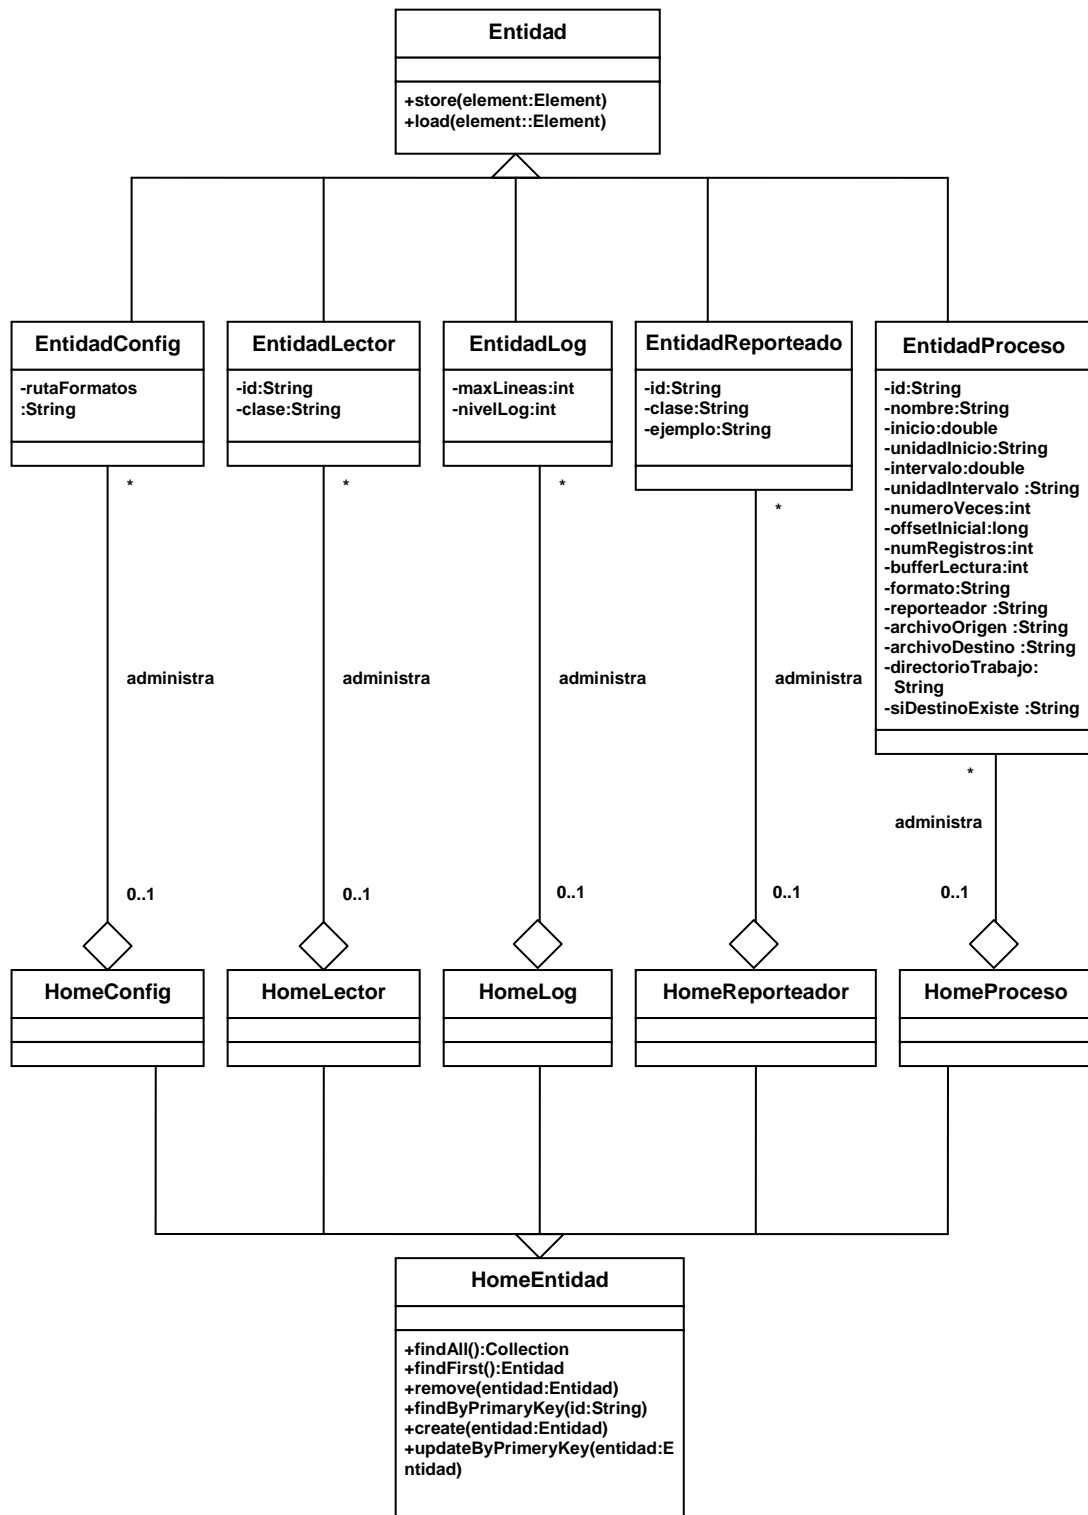 Entidad
+store(element:Element)
+load(element::Element)
EntidadConfig
-rutaFormatos
:String
EntidadLector
-id:String
-clase:String
EntidadLog
-maxLineas:int
-nivelLog:int
EntidadReporteado
-id:String
-clase:String
-ejemplo:String
EntidadProceso
-id:String
-nombre:String
-inicio:double
-unidadInicio:String
-intervalo:double
-unidadIntervalo :String
-numeroVeces:int
-offsetInicial:long
-numRegistros:int
-bufferLectura:int
-formato:String
-reporteador :String
-archivoOrigen :String
-archivoDestino :String
-directorioTrabajo:
String
-siDestinoExiste :String
*
*
*
*
*
administra
administra
administra
administra
administra
0..1
0..1
0..1
0..1
0..1
HomeConfig
HomeLector
HomeLog
HomeReporteador
HomeProceso
HomeEntidad
+findAll():Collection
+findFirst():Entidad
+remove(entidad:Entidad)
+findByPrimaryKey(id:String)
+create(entidad:Entidad)
+updateByPrimeryKey(entidad:E
ntidad)